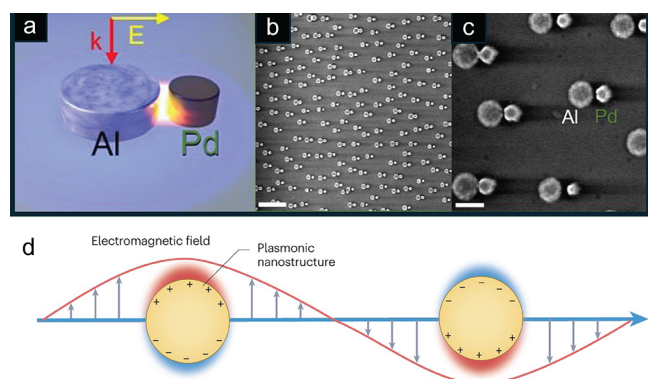 a
k
E
Al
Pd
b
c
Al Pd
d
Electromagnetic field
Plasmonic
nanostructure
+ + + + + +
− − − − − −
− − − − − −
+ + + + + +